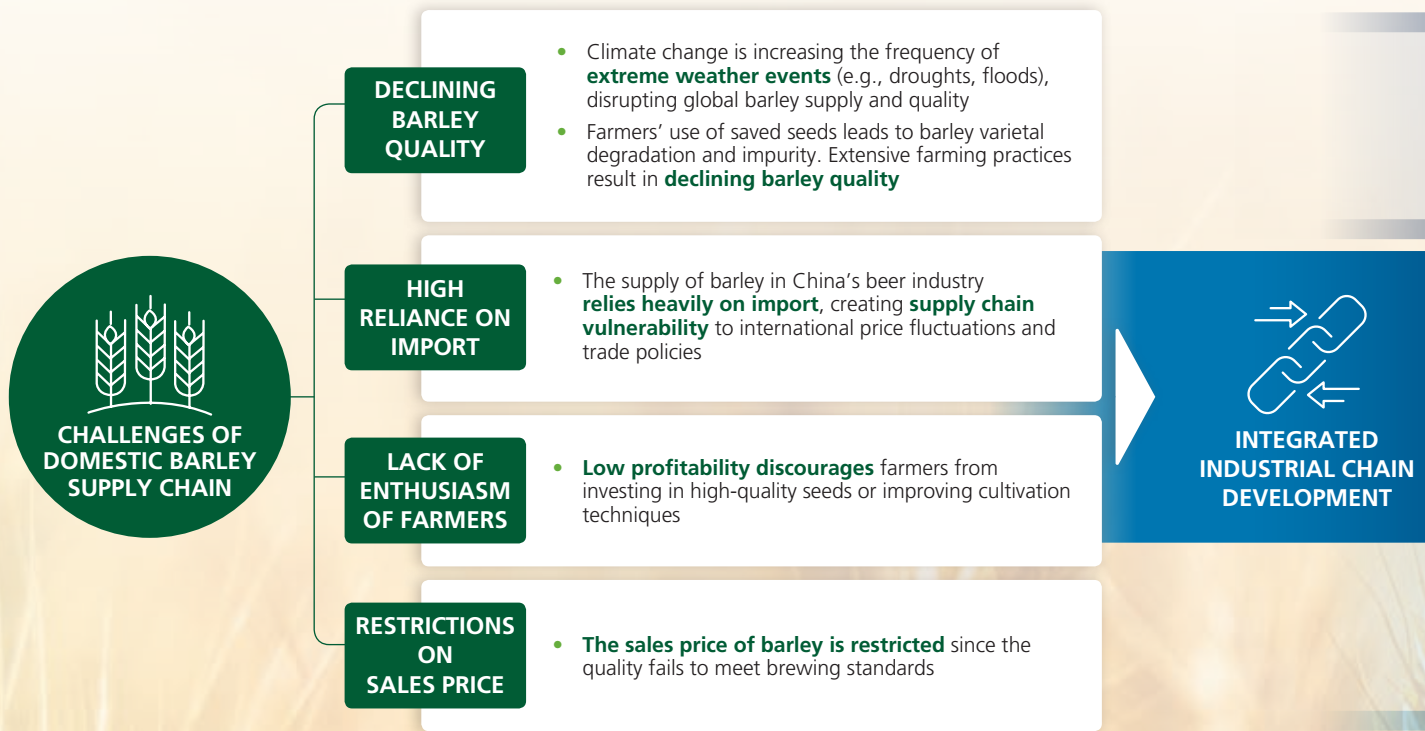 CHALLENGES OF
DOMESTIC BARLEY
SUPPLY CHAIN
DECLINING
BARLEY
QUALITY
• Climate change is increasing the frequency of
extreme weather events (e.g., droughts, floods),
disrupting global barley supply and quality
• Farmers’ use of saved seeds leads to barley varietal
degradation and impurity. Extensive farming practices
result in declining barley quality
HIGH
RELIANCE ON
IMPORT
• The supply of barley in China’s beer industry
relies heavily on import, creating supply chain
vulnerability to international price fluctuations and
trade policies
LACK OF
ENTHUSIASM
OF FARMERS
• Low profitability discourages farmers from
investing in high-quality seeds or improving cultivation
techniques
RESTRICTIONS
ON
SALES PRICE
• The sales price of barley is restricted since the
quality fails to meet brewing standards
INTEGRATED
INDUSTRIAL CHAIN
DEVELOPMENT